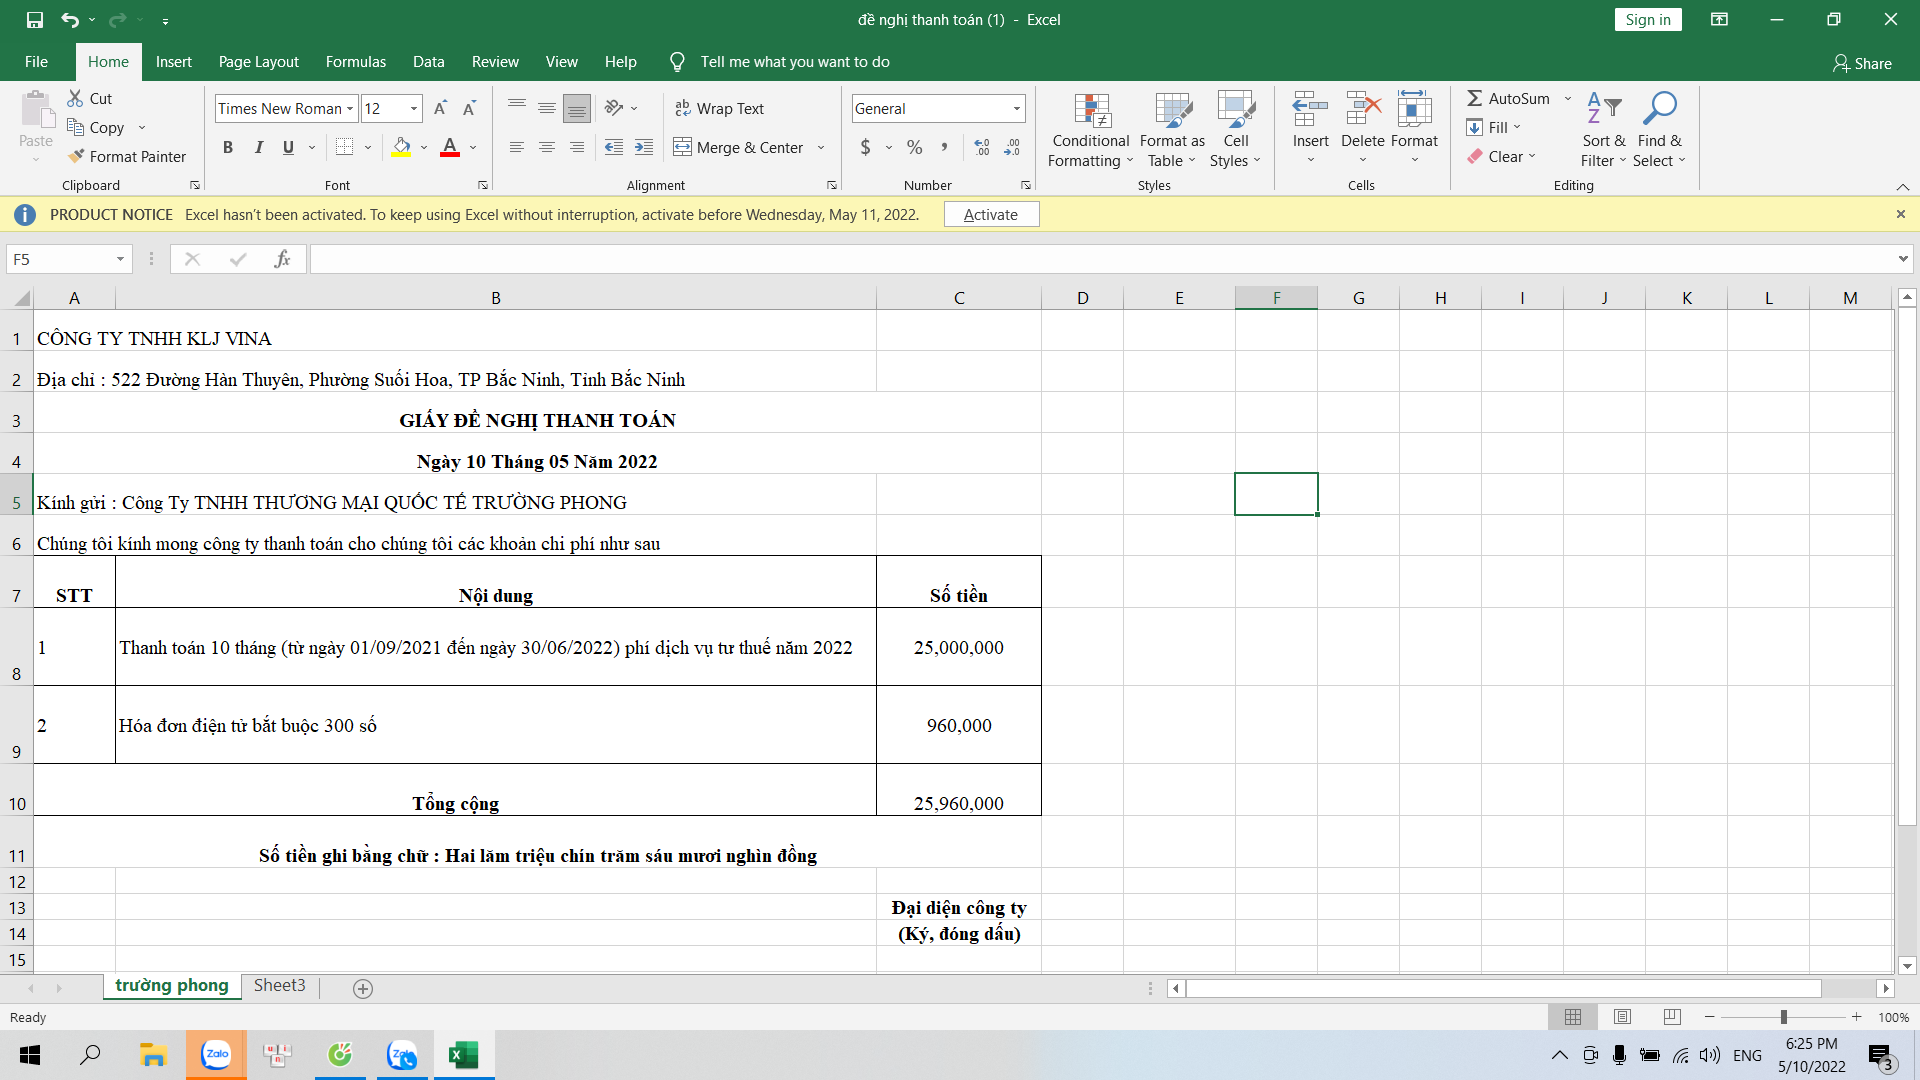 đề nghị thanh toán (1) - Excel
Sign in
File Home Insert Page Layout Formulas Data Review View Help Tell me what you want to do Share
Paste Cut Copy Format Painter Clipboard
Times New Roman 12 B I U A Font
Wrap Text Merge & Center Alignment
General $ % , Number
Conditional Formatting Format as Table Cell Styles Styles
Insert Delete Format Cells
AutoSum Fill Clear Sort & Filter Find & Select Editing
PRODUCT NOTICE Excel hasn't been activated. To keep using Excel without interruption, activate before Wednesday, May 11, 2022. Activate
F5 fx
A B C D E F G H I J K L M
1 CÔNG TY TNHH KLJ VINA
2 Địa chỉ : 522 Đường Hàn Thuyên, Phường Suối Hoa, TP Bắc Ninh, Tỉnh Bắc Ninh
3 GIẤY ĐỀ NGHỊ THANH TOÁN
4 Ngày 10 Tháng 05 Năm 2022
5 Kính gửi : Công Ty TNHH THƯƠNG MẠI QUỐC TẾ TRƯỜNG PHONG
6 Chúng tôi kính mong công ty thanh toán cho chúng tôi các khoản chi phí như sau
7 STT Nội dung Số tiền
8 1 Thanh toán 10 tháng (từ ngày 01/09/2021 đến ngày 30/06/2022) phí dịch vụ tư thuế năm 2022 25,000,000
9 2 Hóa đơn điện tử bắt buộc 300 số 960,000
10 Tổng cộng 25,960,000
11 Số tiền ghi bằng chữ : Hai lăm triệu chín trăm sáu mươi nghìn đồng
12
13 Đại diện công ty
14 (Ký, đóng dấu)
15
trường phong Sheet3
Ready 100%
Zalo ENG 6:25 PM
5/10/2022 3